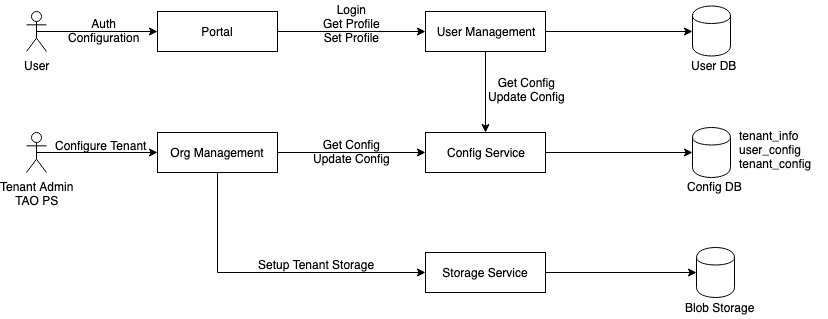 Auth
Configuration
User
Portal
Login
Get Profile
Set Profile
User Management
User DB
Get Config
Update Config
Configure Tenant
Tenant Admin
TAO PS
Org Management
Get Config
Update Config
Config Service
Config DB
tenant_info
user_config
tenant_config
Setup Tenant Storage
Storage Service
Blob Storage